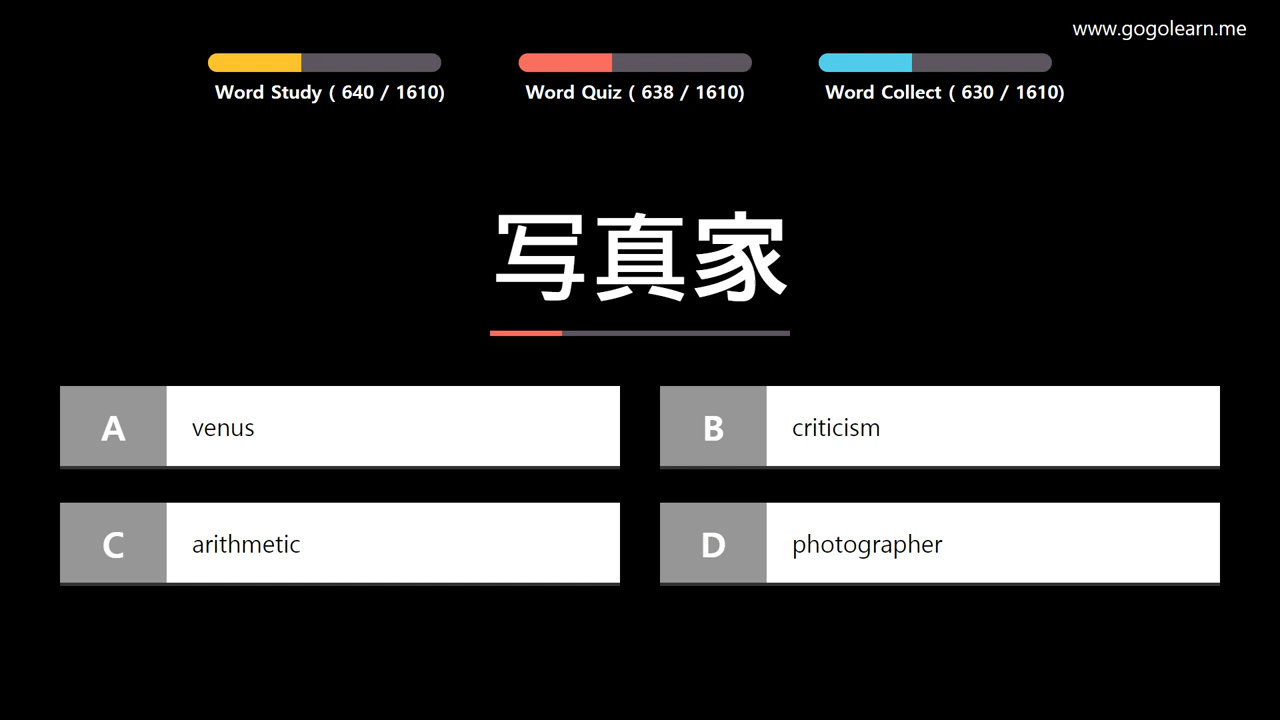 www.gogolearn.me
Word Study ( 640 / 1610)
Word Quiz ( 638 / 1610)
Word Collect ( 630 / 1610)
写真家
A venus
B criticism
C arithmetic
D photographer